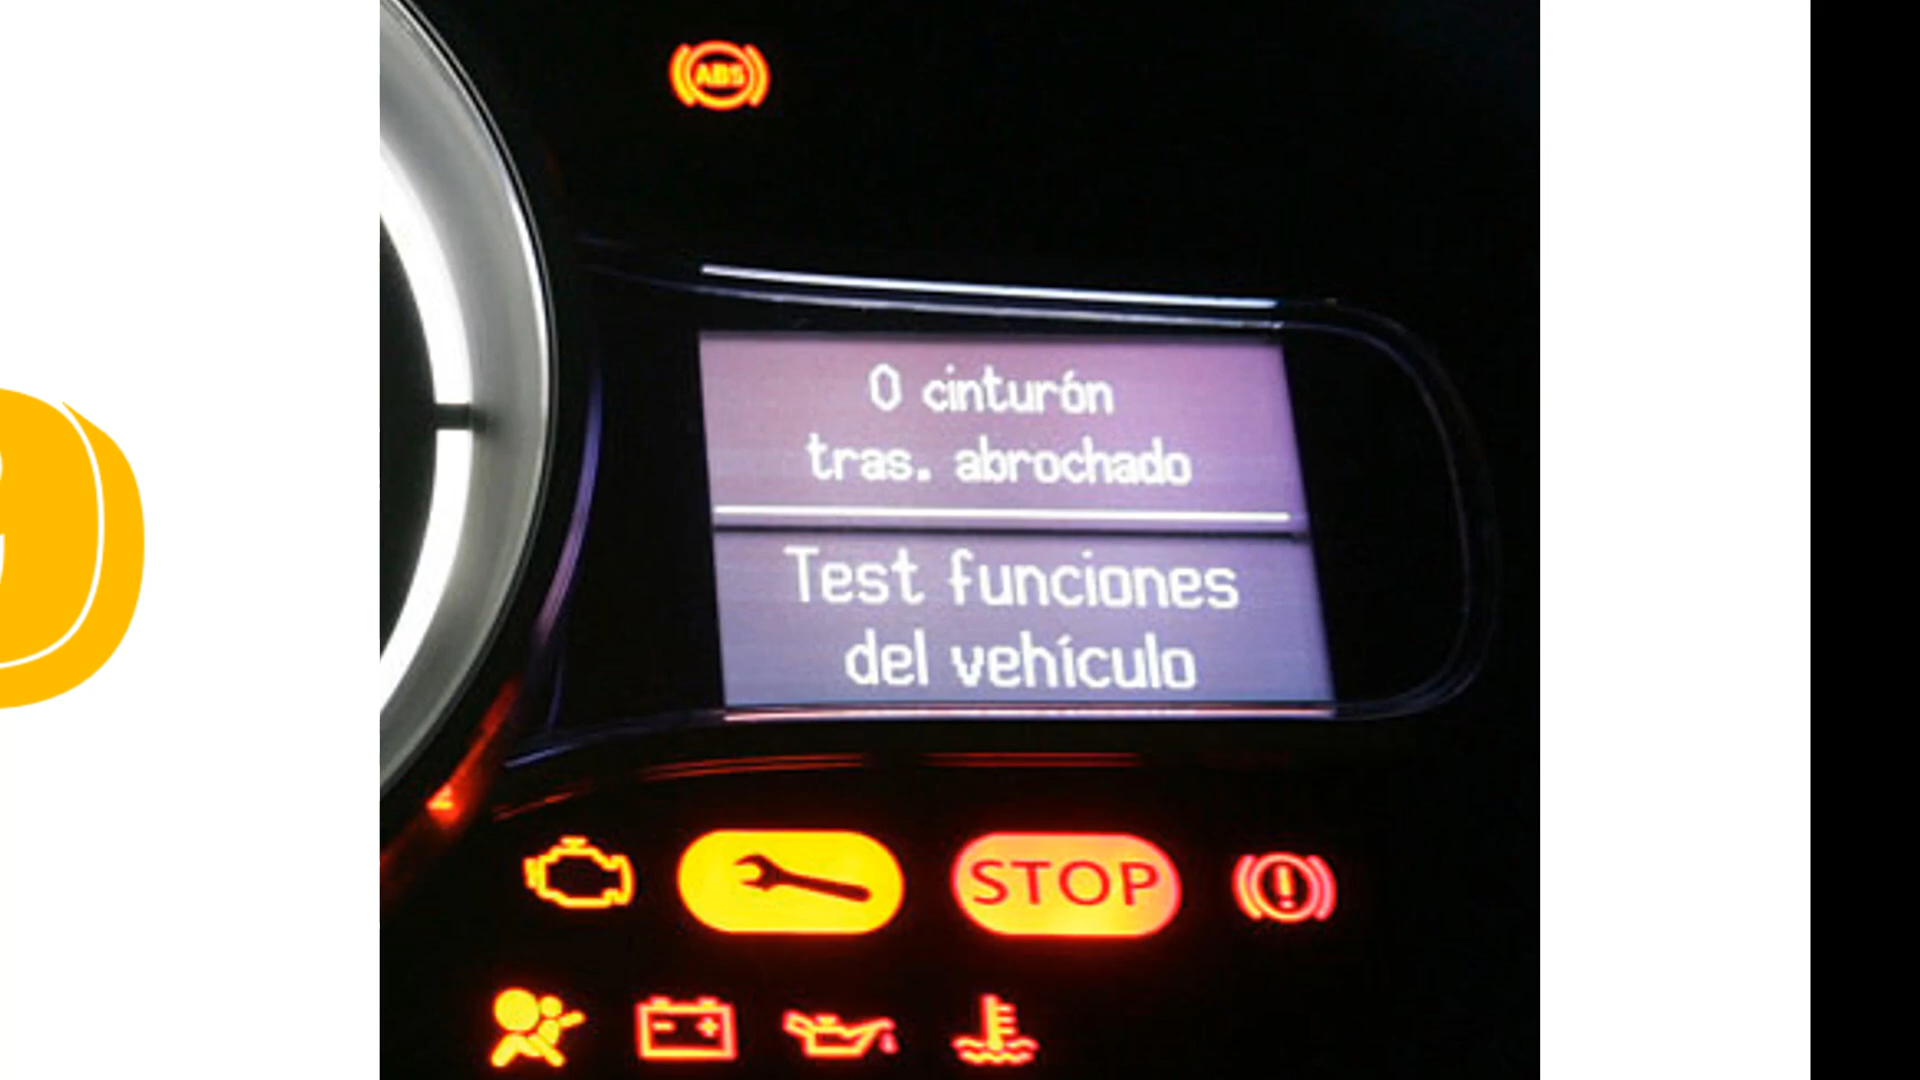 ABS
0 cinturón
tras. abrochado
Test funciones
del vehículo
STOP